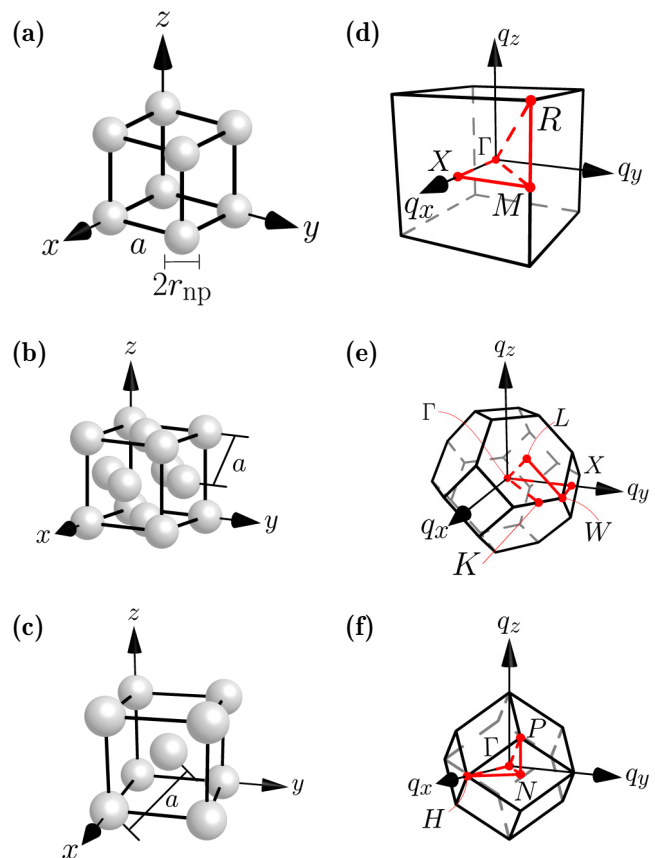 (a)
z
x
y
a
2r_np
(d)
q_z
R
Γ
X
q_x
q_y
M
(b)
z
a
x
y
(e)
q_z
Γ
L
X
q_y
q_x
W
K
(c)
z
a
y
x
(f)
q_z
P
Γ
q_x
q_y
N
H